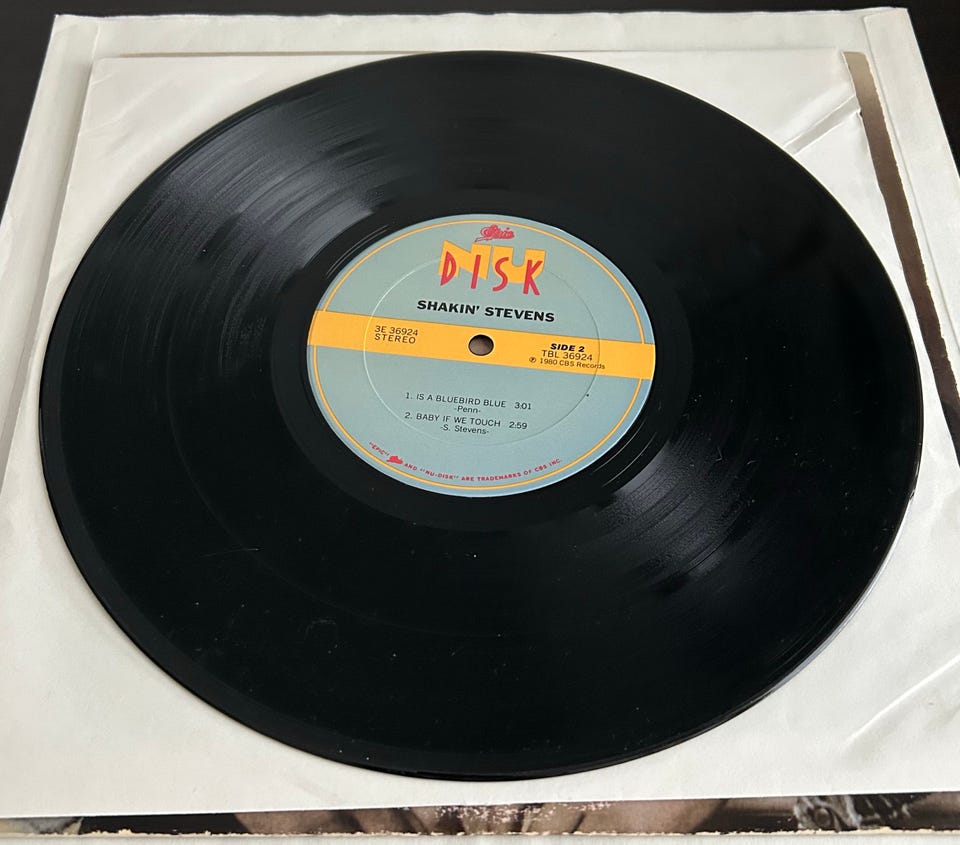 Epic
NU
DISK
SHAKIN' STEVENS
3E 36924
STEREO
SIDE 2
TBL 36924
℗ 1980 CBS Records
1. IS A BLUEBIRD BLUE 3:01
-Penn-
2. BABY IF WE TOUCH 2:59
-S. Stevens-
"EPIC" Epic AND "NU-DISK" ARE TRADEMARKS OF CBS INC.